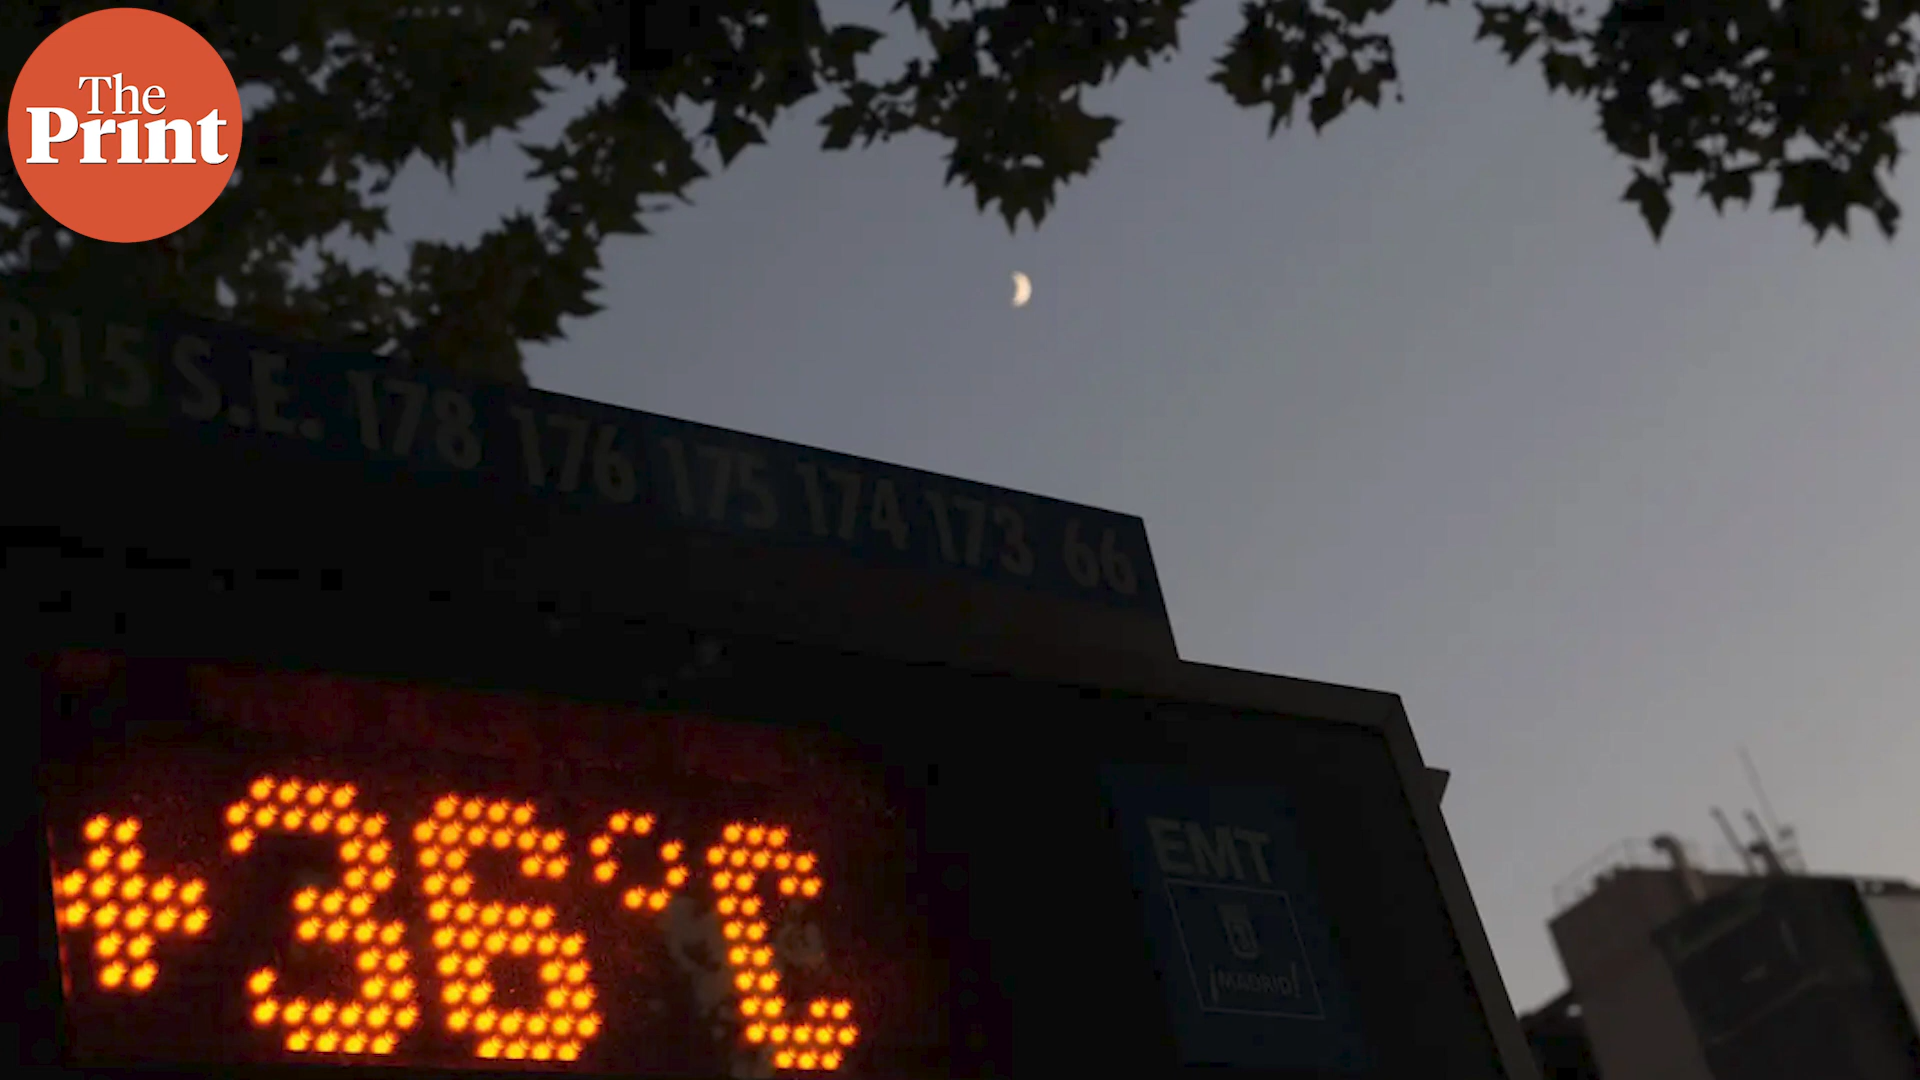 The
Print
815 S.E. 178 176 175 174 173 66
+36°C
EMT
¡MADRID!